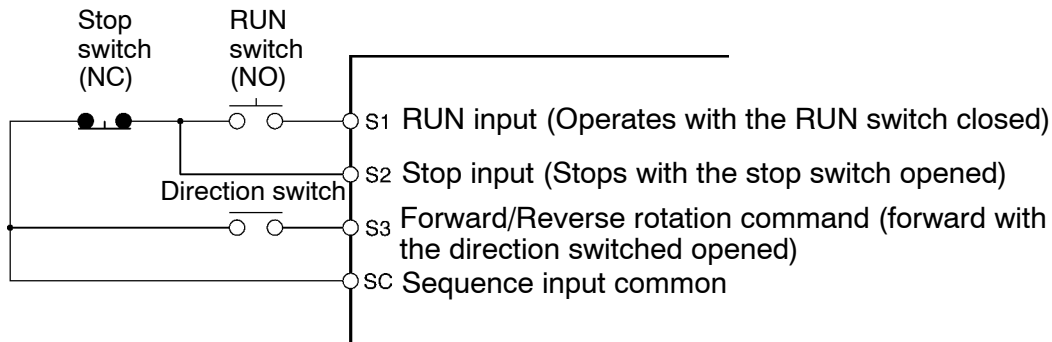 Stop
switch
(NC)
RUN
switch
(NO)
S1 RUN input (Operates with the RUN switch closed)
S2 Stop input (Stops with the stop switch opened)
Direction switch
S3 Forward/Reverse rotation command (forward with
the direction switched opened)
SC Sequence input common